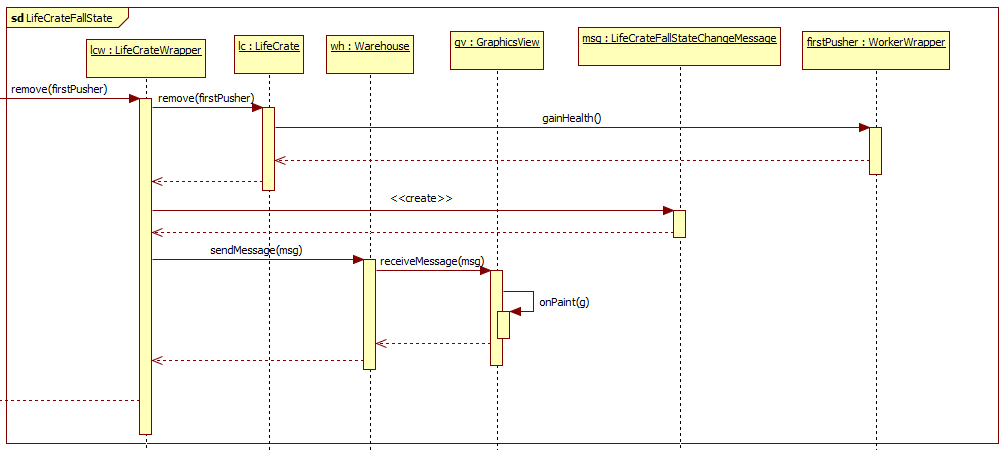 sd LifeCrateFallState
lcw : LifeCrateWrapper
lc : LifeCrate
wh : Warehouse
gv : GraphicsView
msg : LifeCrateFallStateChangeMessage
firstPusher : WorkerWrapper
remove(firstPusher)
remove(firstPusher)
gainHealth()
<<create>>
sendMessage(msg)
receiveMessage(msg)
onPaint(g)